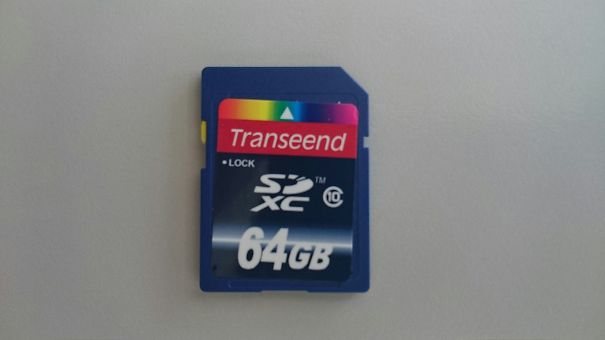 Transeend
• LOCK
SD TM
XC 10
64GB